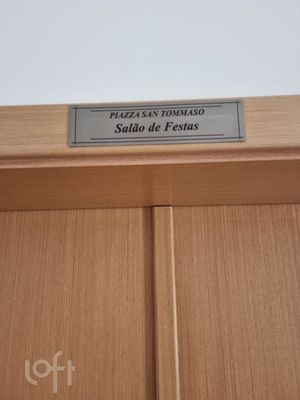 PIAZZA SAN TOMMASO
Salão de Festas
loft